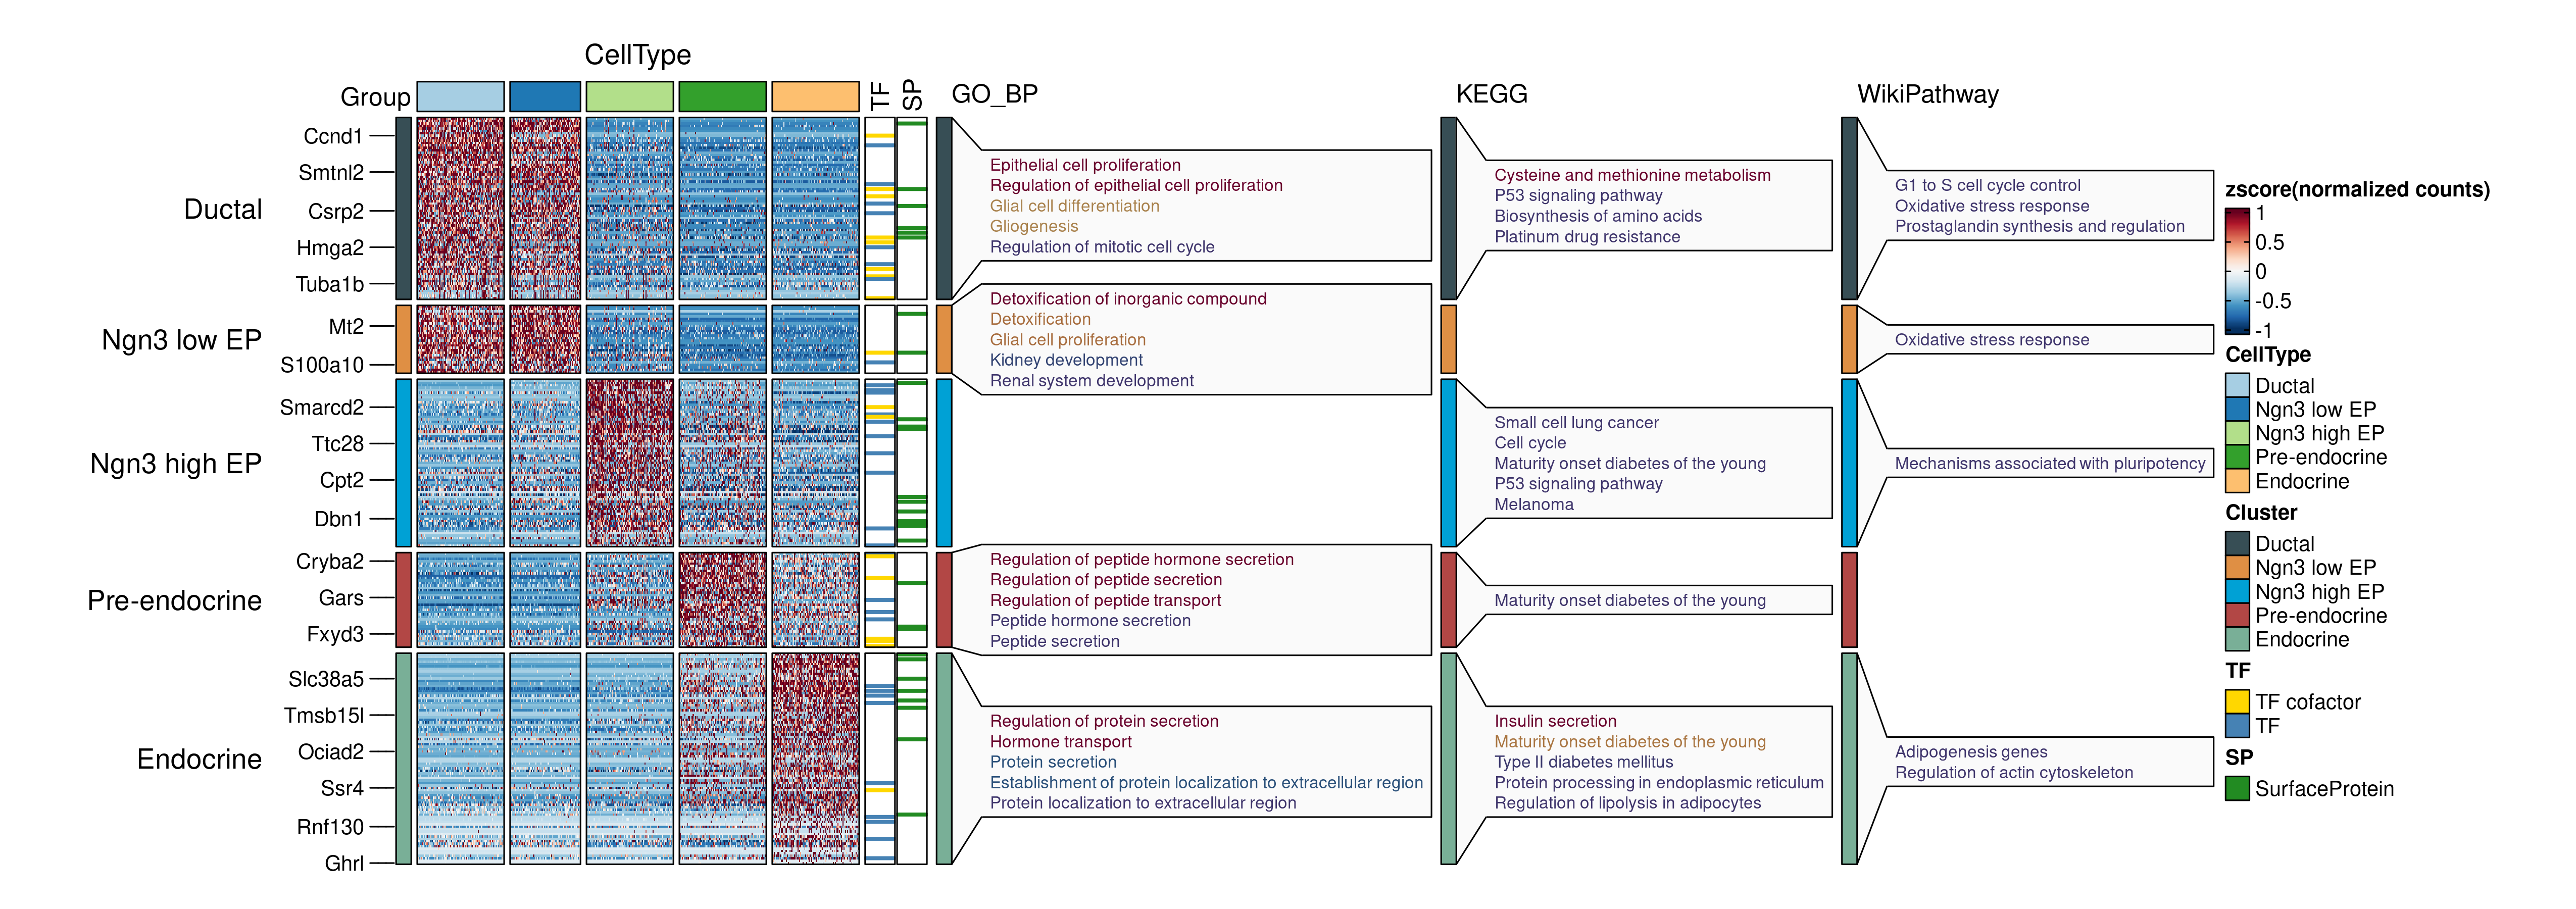 CellType
Group
TF
SP
GO_BP
KEGG
WikiPathway
Ductal
Ngn3 low EP
Ngn3 high EP
Pre-endocrine
Endocrine
Ccnd1
Smtnl2
Csrp2
Hmga2
Tuba1b
Mt2
S100a10
Smarcd2
Ttc28
Cpt2
Dbn1
Cryba2
Gars
Fxyd3
Slc38a5
Tmsb15l
Ociad2
Ssr4
Rnf130
Ghrl
Epithelial cell proliferation
Regulation of epithelial cell proliferation
Glial cell differentiation
Gliogenesis
Regulation of mitotic cell cycle
Detoxification of inorganic compound
Detoxification
Glial cell proliferation
Kidney development
Renal system development
Regulation of peptide hormone secretion
Regulation of peptide secretion
Regulation of peptide transport
Peptide hormone secretion
Peptide secretion
Regulation of protein secretion
Hormone transport
Protein secretion
Establishment of protein localization to extracellular region
Protein localization to extracellular region
Cysteine and methionine metabolism
P53 signaling pathway
Biosynthesis of amino acids
Platinum drug resistance
Small cell lung cancer
Cell cycle
Maturity onset diabetes of the young
P53 signaling pathway
Melanoma
Maturity onset diabetes of the young
Insulin secretion
Maturity onset diabetes of the young
Type II diabetes mellitus
Protein processing in endoplasmic reticulum
Regulation of lipolysis in adipocytes
G1 to S cell cycle control
Oxidative stress response
Prostaglandin synthesis and regulation
Oxidative stress response
Mechanisms associated with pluripotency
Adipogenesis genes
Regulation of actin cytoskeleton
zscore(normalized counts)
1
0.5
0
-0.5
-1
CellType
Ductal
Ngn3 low EP
Ngn3 high EP
Pre-endocrine
Endocrine
Cluster
Ductal
Ngn3 low EP
Ngn3 high EP
Pre-endocrine
Endocrine
TF
TF cofactor
TF
SP
SurfaceProtein